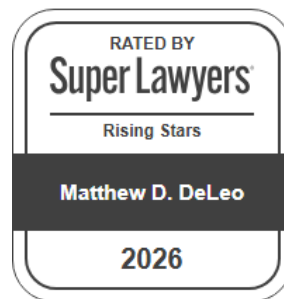 RATED BY
Super Lawyers
Rising Stars
Matthew D. DeLeo
2026